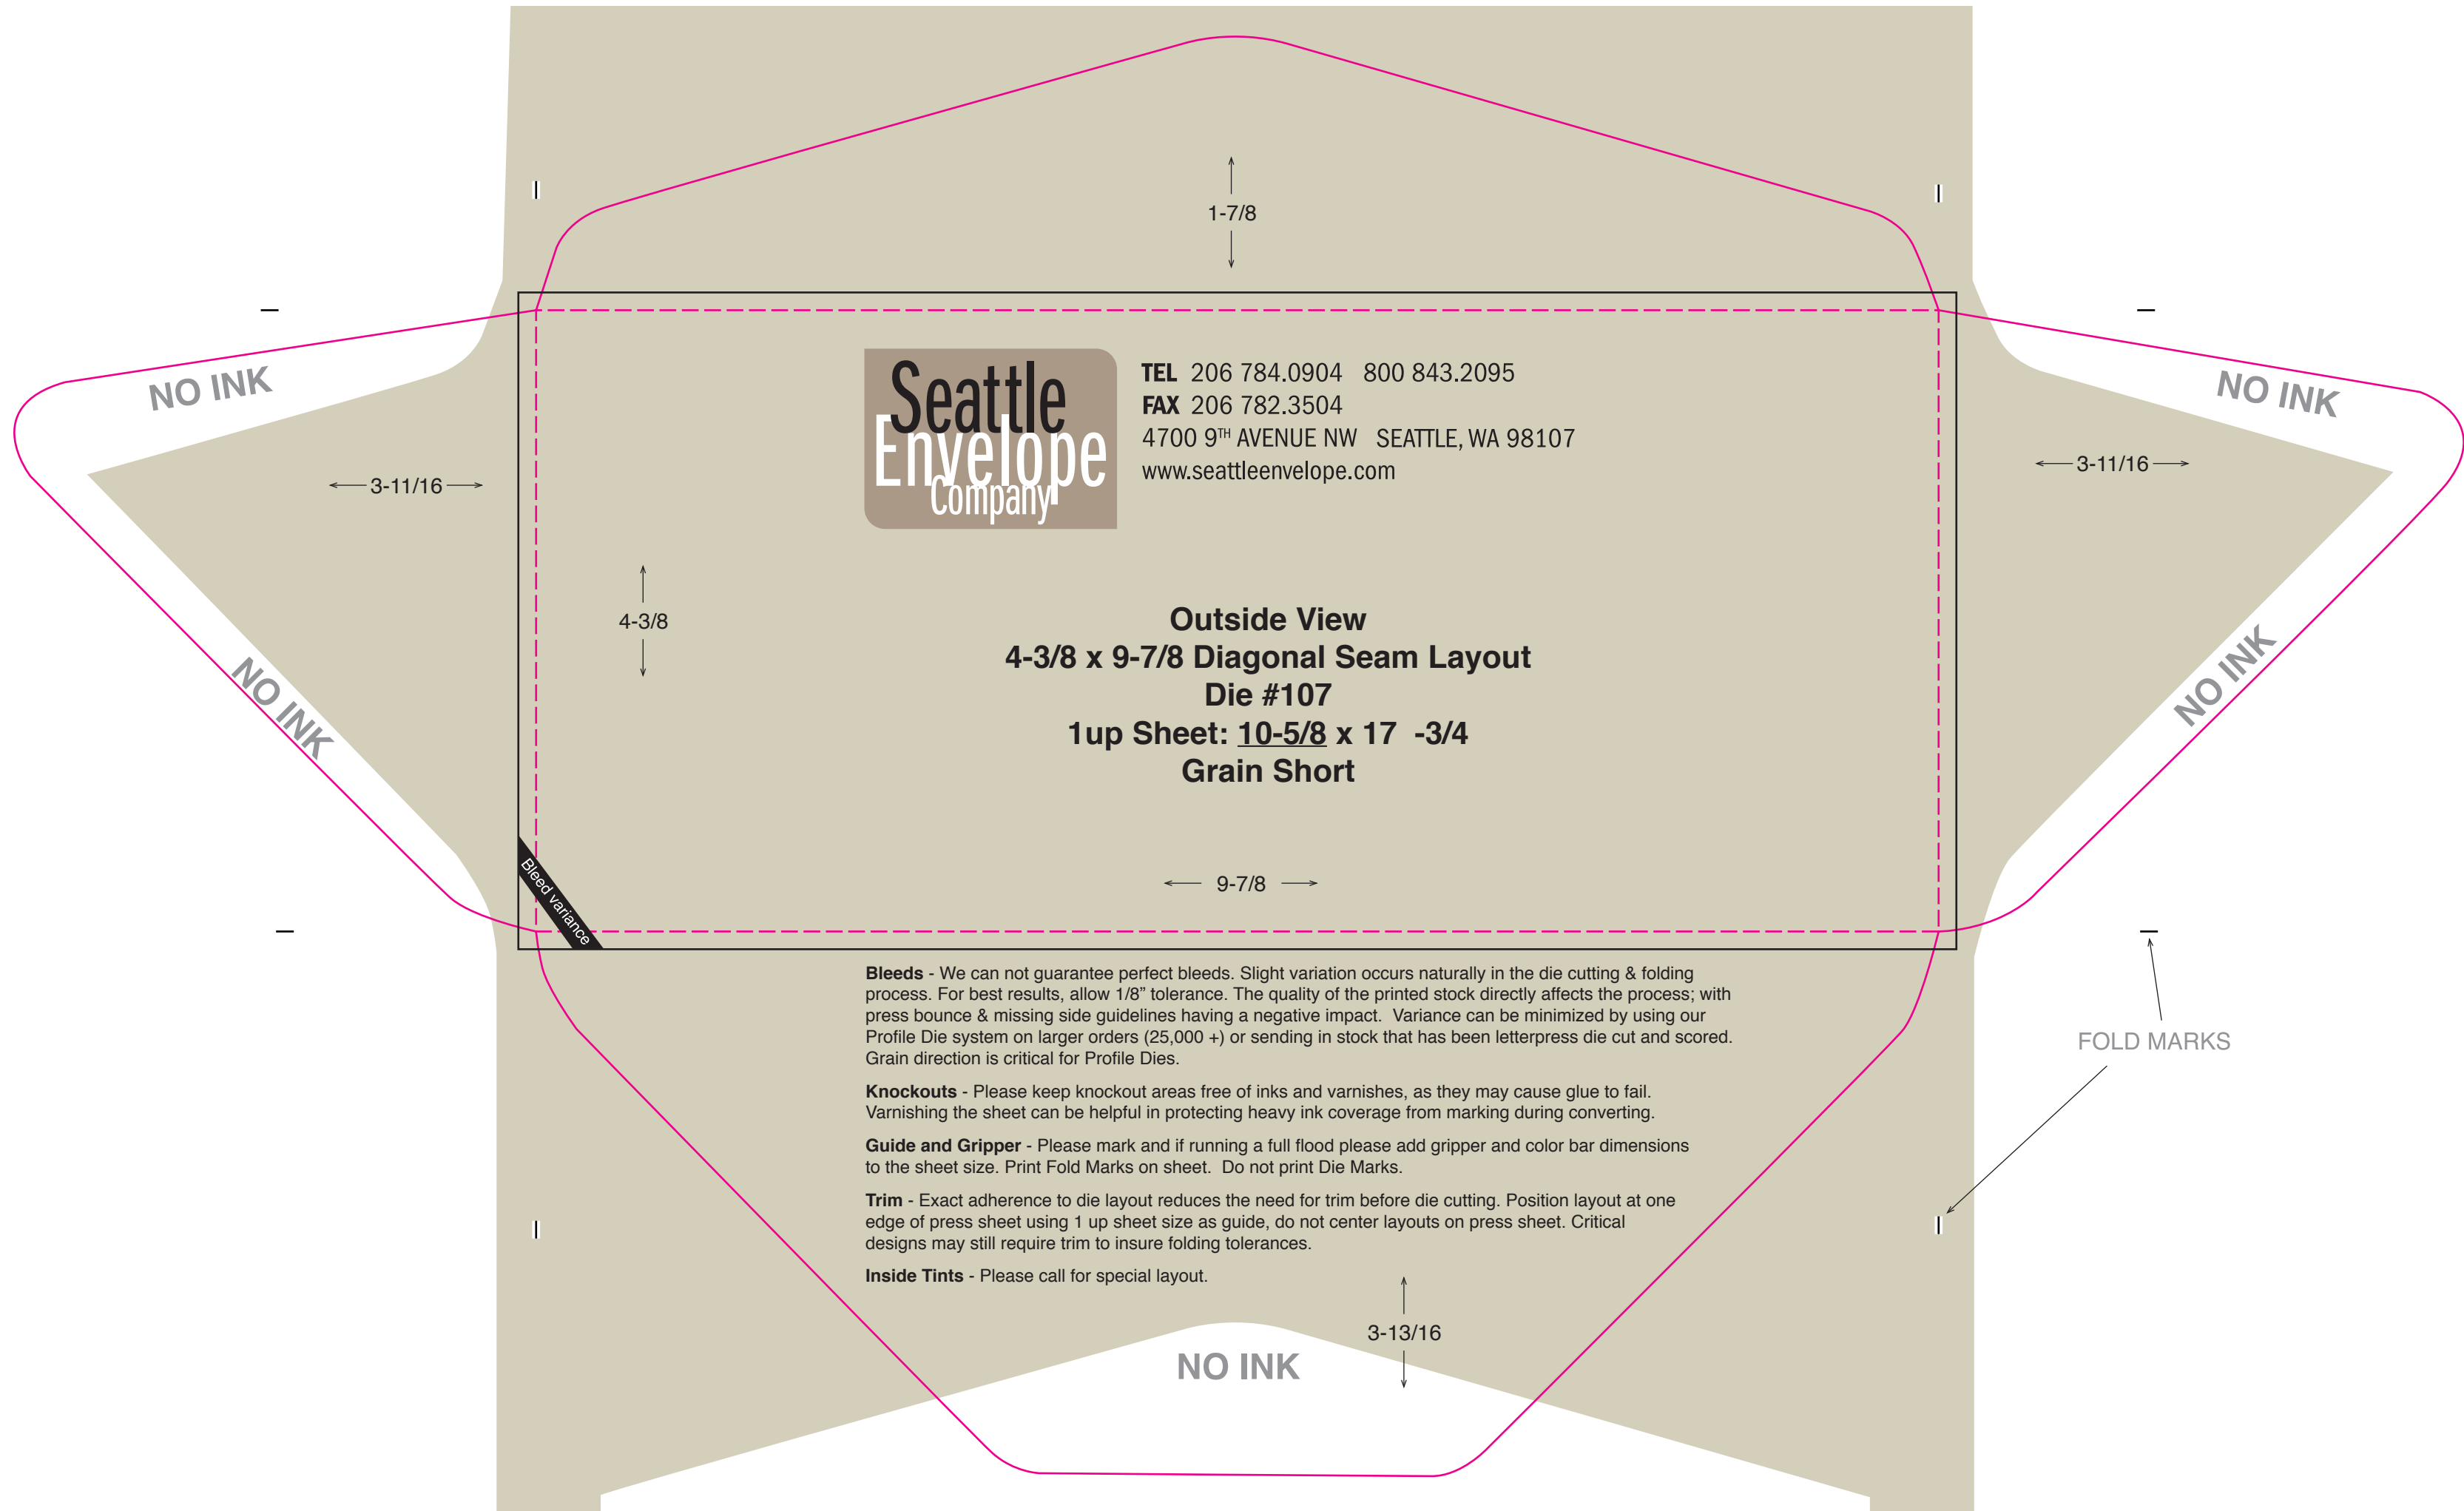 1-7/8
NO INK
NO INK
Seattle
Envelope
Company
TEL 206 784.0904 800 843.2095
FAX 206 782.3504
4700 9TH AVENUE NW SEATTLE, WA 98107
www.seattleenvelope.com
3-11/16
3-11/16
4-3/8
Outside View
4-3/8 x 9-7/8 Diagonal Seam Layout
Die #107
1up Sheet: 10-5/8 x 17 -3/4
Grain Short
NO INK
NO INK
9-7/8
Bleed variance
Bleeds - We can not guarantee perfect bleeds. Slight variation occurs naturally in the die cutting & folding
process. For best results, allow 1/8” tolerance. The quality of the printed stock directly affects the process; with
press bounce & missing side guidelines having a negative impact. Variance can be minimized by using our
Profile Die system on larger orders (25,000 +) or sending in stock that has been letterpress die cut and scored.
Grain direction is critical for Profile Dies.
Knockouts - Please keep knockout areas free of inks and varnishes, as they may cause glue to fail.
Varnishing the sheet can be helpful in protecting heavy ink coverage from marking during converting.
Guide and Gripper - Please mark and if running a full flood please add gripper and color bar dimensions
to the sheet size. Print Fold Marks on sheet. Do not print Die Marks.
Trim - Exact adherence to die layout reduces the need for trim before die cutting. Position layout at one
edge of press sheet using 1 up sheet size as guide, do not center layouts on press sheet. Critical
designs may still require trim to insure folding tolerances.
Inside Tints - Please call for special layout.
FOLD MARKS
3-13/16
NO INK